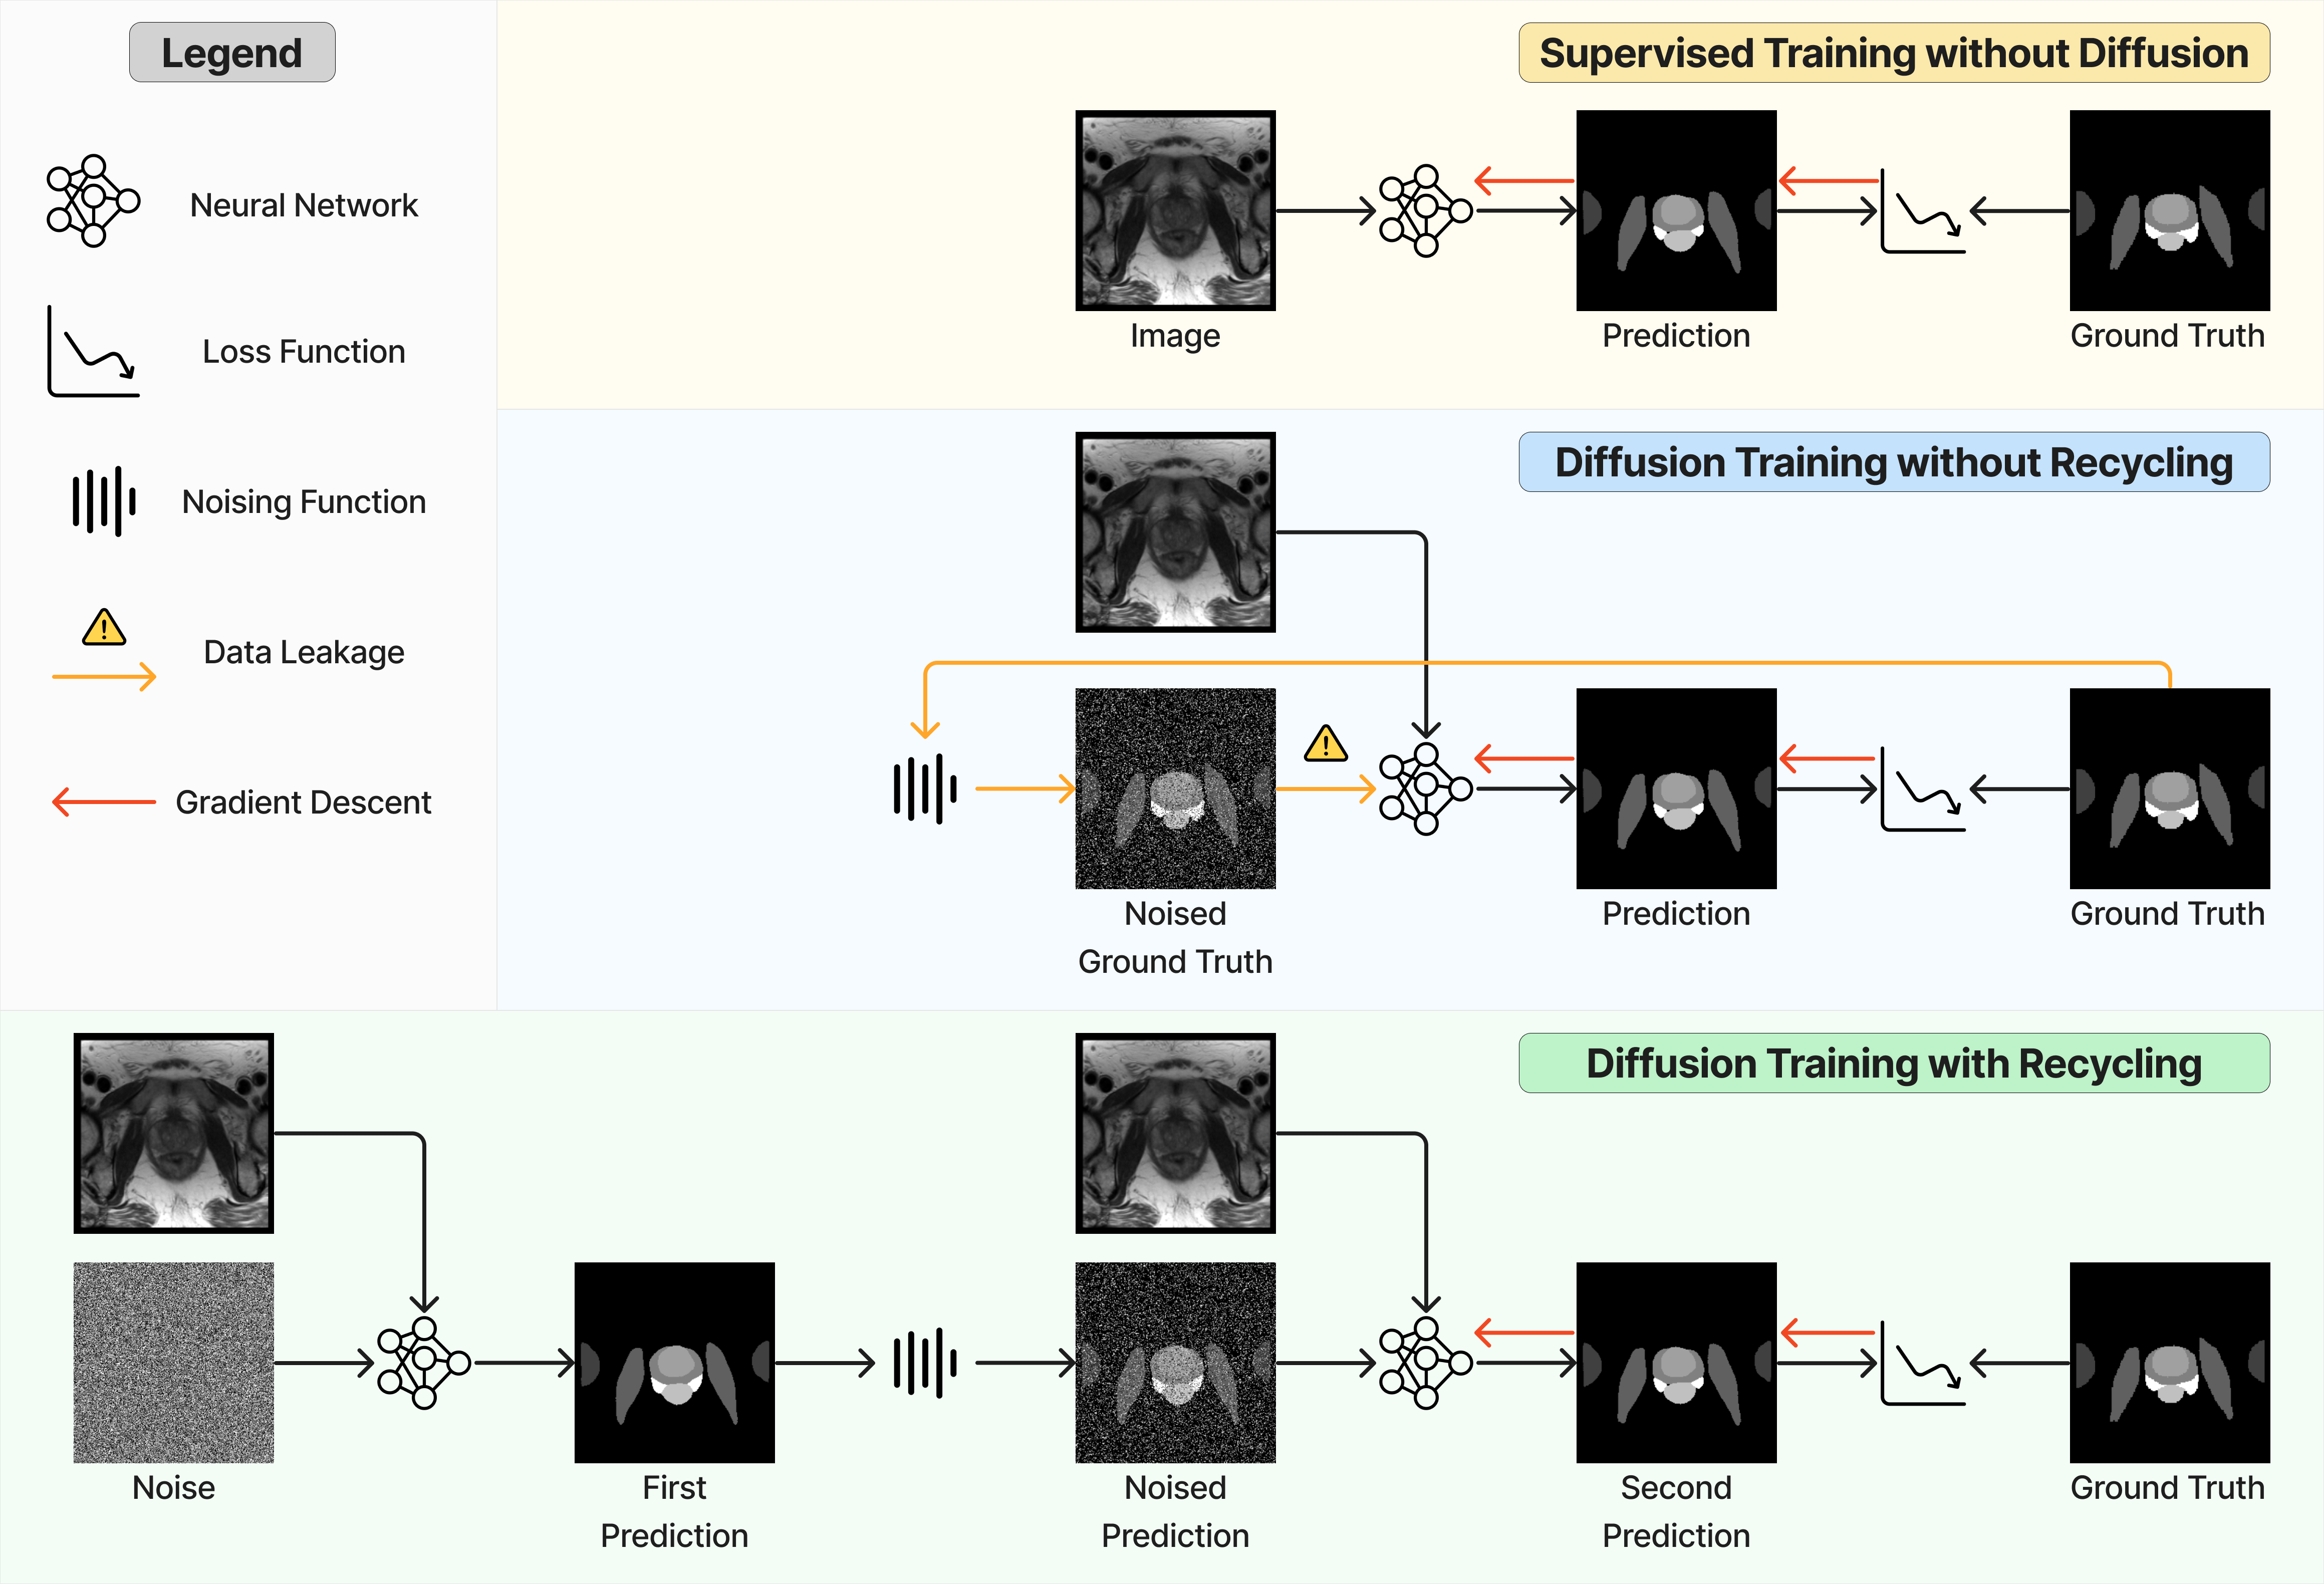 Legend
Neural Network
Loss Function
Noising Function
Data Leakage
Gradient Descent
Supervised Training without Diffusion
Image
Prediction
Ground Truth
Diffusion Training without Recycling
Noised
Ground Truth
Prediction
Ground Truth
Diffusion Training with Recycling
Noise
First
Prediction
Noised
Prediction
Second
Prediction
Ground Truth